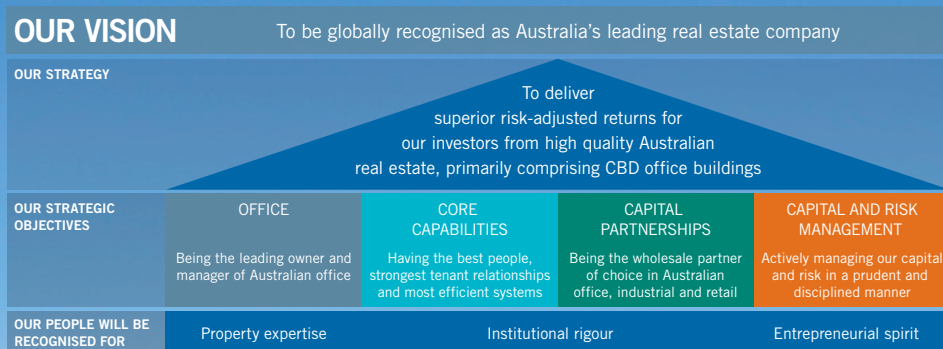 OUR VISION
To be globally recognised as Australia's leading real estate company
OUR STRATEGY
To deliver
superior risk-adjusted returns for
our investors from high quality Australian
real estate, primarily comprising CBD office buildings
OUR STRATEGIC
OBJECTIVES
OFFICE
Being the leading owner and
manager of Australian office
CORE
CAPABILITIES
Having the best people,
strongest tenant relationships
and most efficient systems
CAPITAL
PARTNERSHIPS
Being the wholesale partner
of choice in Australian
office, industrial and retail
CAPITAL AND RISK
MANAGEMENT
Actively managing our capital
and risk in a prudent and
disciplined manner
OUR PEOPLE WILL BE
RECOGNISED FOR
Property expertise
Institutional rigour
Entrepreneurial spirit